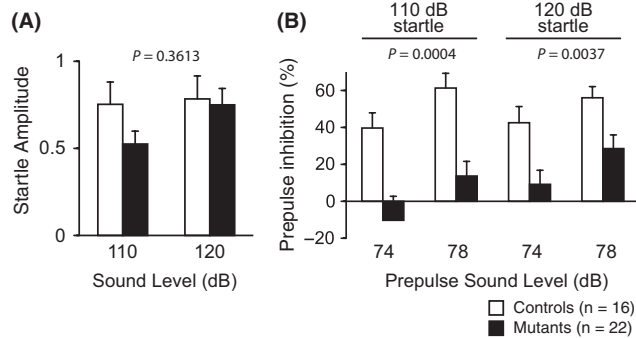 (A)
P = 0.3613
Startle Amplitude
1
0.5
0
110
120
Sound Level (dB)
(B)
110 dB
startle
120 dB
startle
P = 0.0004
P = 0.0037
Prepulse inhibition (%)
60
40
20
0
−20
74
78
74
78
Prepulse Sound Level (dB)
Controls (n = 16)
Mutants (n = 22)